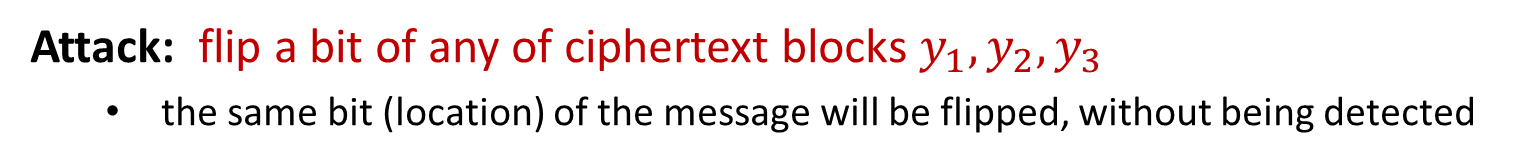 Attack: flip a bit of any of ciphertext blocks y₁, y₂, y₃
• the same bit (location) of the message will be flipped, without being detected